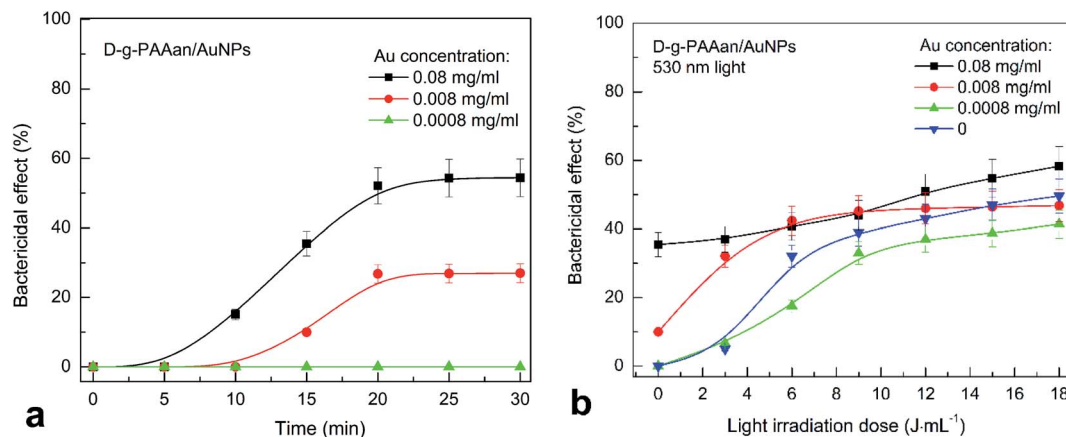 D-g-PAAan/AuNPs
Au concentration:
0.08 mg/ml
0.008 mg/ml
0.0008 mg/ml
Bactericidal effect (%)
100
80
60
40
20
0
0 5 10 15 20 25 30
Time (min)
a
D-g-PAAan/AuNPs
530 nm light
Au concentration:
0.08 mg/ml
0.008 mg/ml
0.0008 mg/ml
0
Bactericidal effect (%)
100
80
60
40
20
0
0 2 4 6 8 10 12 14 16 18
Light irradiation dose (J·mL⁻¹)
b